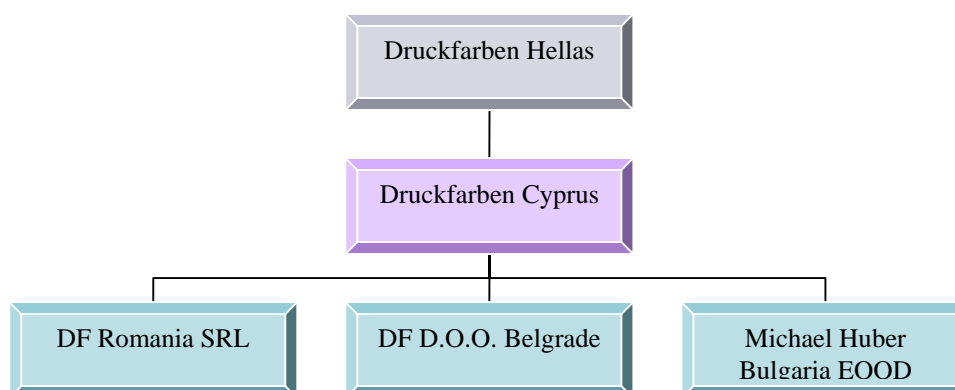 Druckfarben Hellas
Druckfarben Cyprus
DF Romania SRL
DF D.O.O. Belgrade
Michael Huber
Bulgaria EOOD